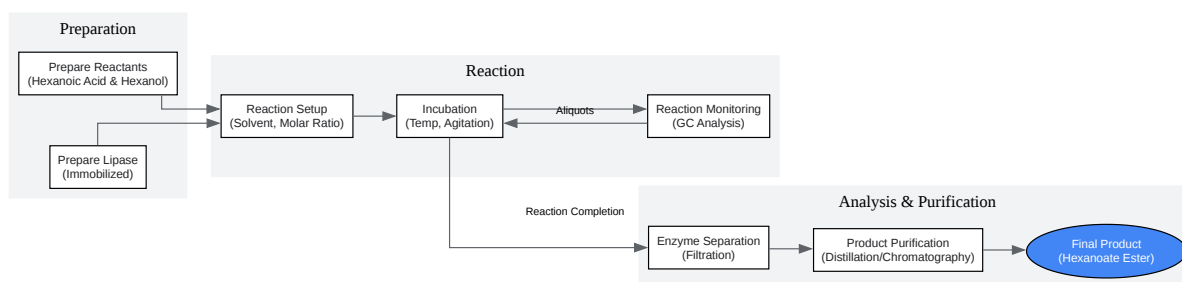 Preparation
Prepare Reactants
(Hexanoic Acid & Hexanol)
Prepare Lipase
(Immobilized)
Reaction
Reaction Setup
(Solvent, Molar Ratio)
Incubation
(Temp, Agitation)
Aliquots
Reaction Monitoring
(GC Analysis)
Reaction Completion
Analysis & Purification
Enzyme Separation
(Filtration)
Product Purification
(Distillation/Chromatography)
Final Product
(Hexanoate Ester)